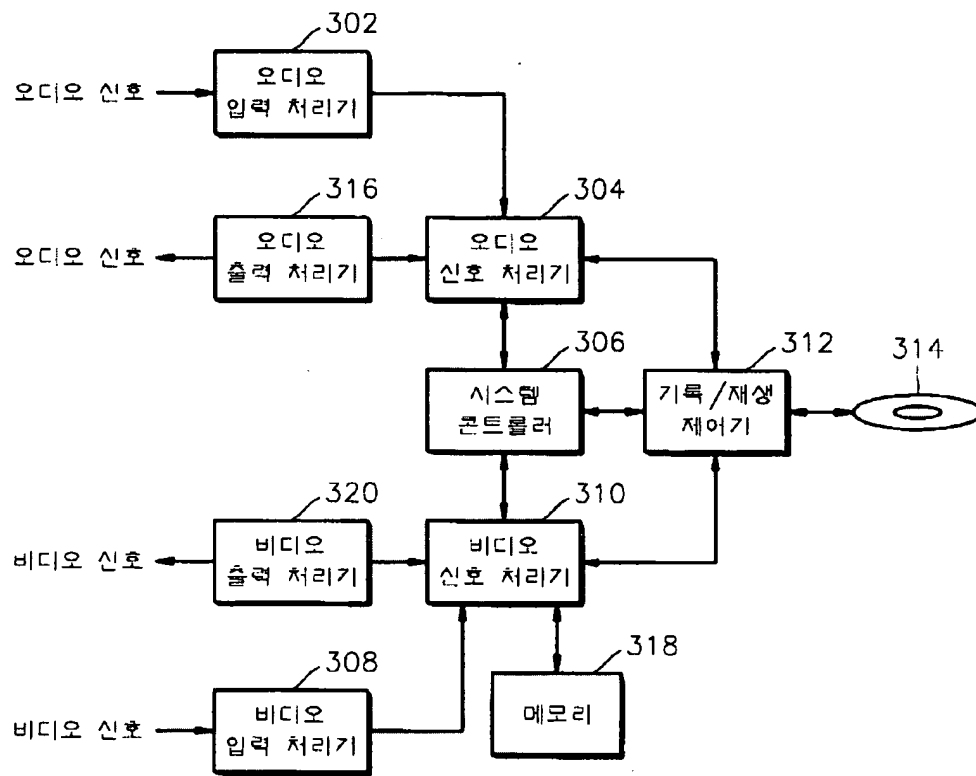 302
오디오 신호
오디오
입력 처리기
316
304
오디오 신호
오디오
출력 처리기
오디오
신호 처리기
306
312
314
시스템
콘트롤러
기록/재생
제어기
320
310
비디오 신호
비디오
출력 처리기
비디오
신호 처리기
308
318
비디오 신호
비디오
입력 처리기
메모리